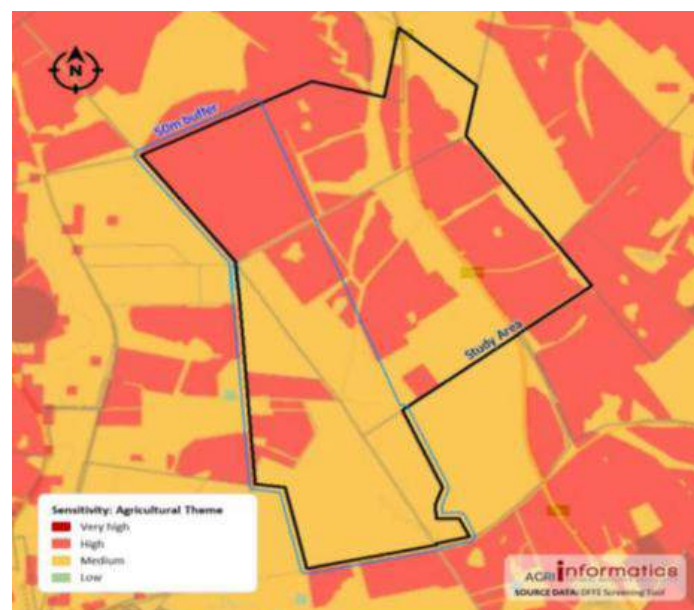 N
50m buffer
Study Area
Sensitivity: Agricultural Theme
Very high
High
Medium
Low
AGRI informatics
SOURCE DATA: DFFE Screening Tool